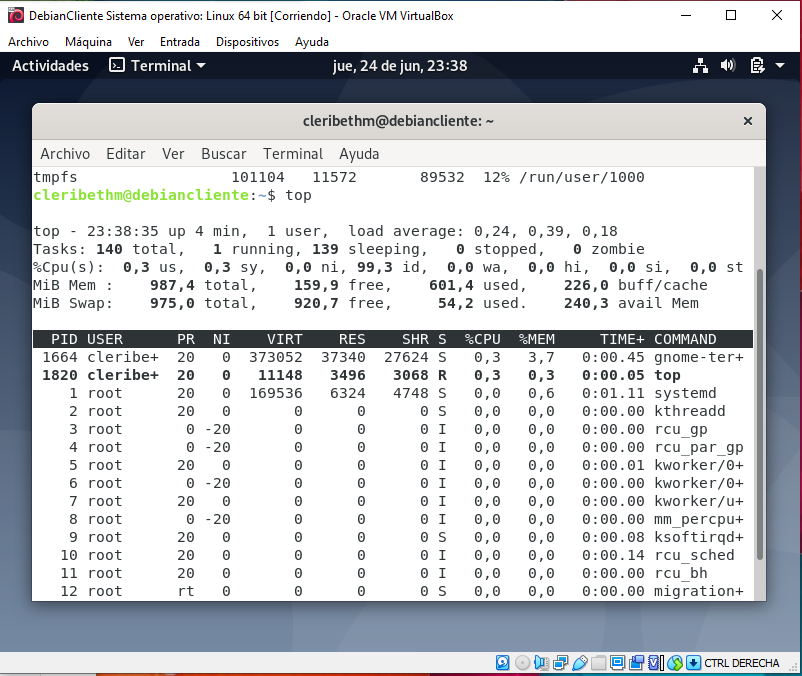 DebianCliente Sistema operativo: Linux 64 bit [Corriendo] - Oracle VM VirtualBox
Archivo Máquina Ver Entrada Dispositivos Ayuda
Actividades Terminal jue, 24 de jun, 23:38
cleribethm@debiancliente: ~
Archivo Editar Ver Buscar Terminal Ayuda
tmpfs 101104 11572 89532 12% /run/user/1000
cleribethm@debiancliente:~$ top
top - 23:38:35 up 4 min, 1 user, load average: 0,24, 0,39, 0,18
Tasks: 140 total, 1 running, 139 sleeping, 0 stopped, 0 zombie
%Cpu(s): 0,3 us, 0,3 sy, 0,0 ni, 99,3 id, 0,0 wa, 0,0 hi, 0,0 si, 0,0 st
MiB Mem : 987,4 total, 159,9 free, 601,4 used, 226,0 buff/cache
MiB Swap: 975,0 total, 920,7 free, 54,2 used. 240,3 avail Mem
PID USER PR NI VIRT RES SHR S %CPU %MEM TIME+ COMMAND
1664 cleribe+ 20 0 373052 37340 27624 S 0,3 3,7 0:00.45 gnome-ter+
1820 cleribe+ 20 0 11148 3496 3068 R 0,3 0,3 0:00.05 top
1 root 20 0 169536 6324 4748 S 0,0 0,6 0:01.11 systemd
2 root 20 0 0 0 0 S 0,0 0,0 0:00.00 kthreadd
3 root 0 -20 0 0 0 I 0,0 0,0 0:00.00 rcu_gp
4 root 0 -20 0 0 0 I 0,0 0,0 0:00.00 rcu_par_gp
5 root 20 0 0 0 0 I 0,0 0,0 0:00.01 kworker/0+
6 root 0 -20 0 0 0 I 0,0 0,0 0:00.00 kworker/0+
7 root 20 0 0 0 0 I 0,0 0,0 0:00.00 kworker/u+
8 root 0 -20 0 0 0 I 0,0 0,0 0:00.00 mm_percpu+
9 root 20 0 0 0 0 S 0,0 0,0 0:00.08 ksoftirqd+
10 root 20 0 0 0 0 I 0,0 0,0 0:00.14 rcu_sched
11 root 20 0 0 0 0 I 0,0 0,0 0:00.00 rcu_bh
12 root rt 0 0 0 0 S 0,0 0,0 0:00.00 migration+
CTRL DERECHA